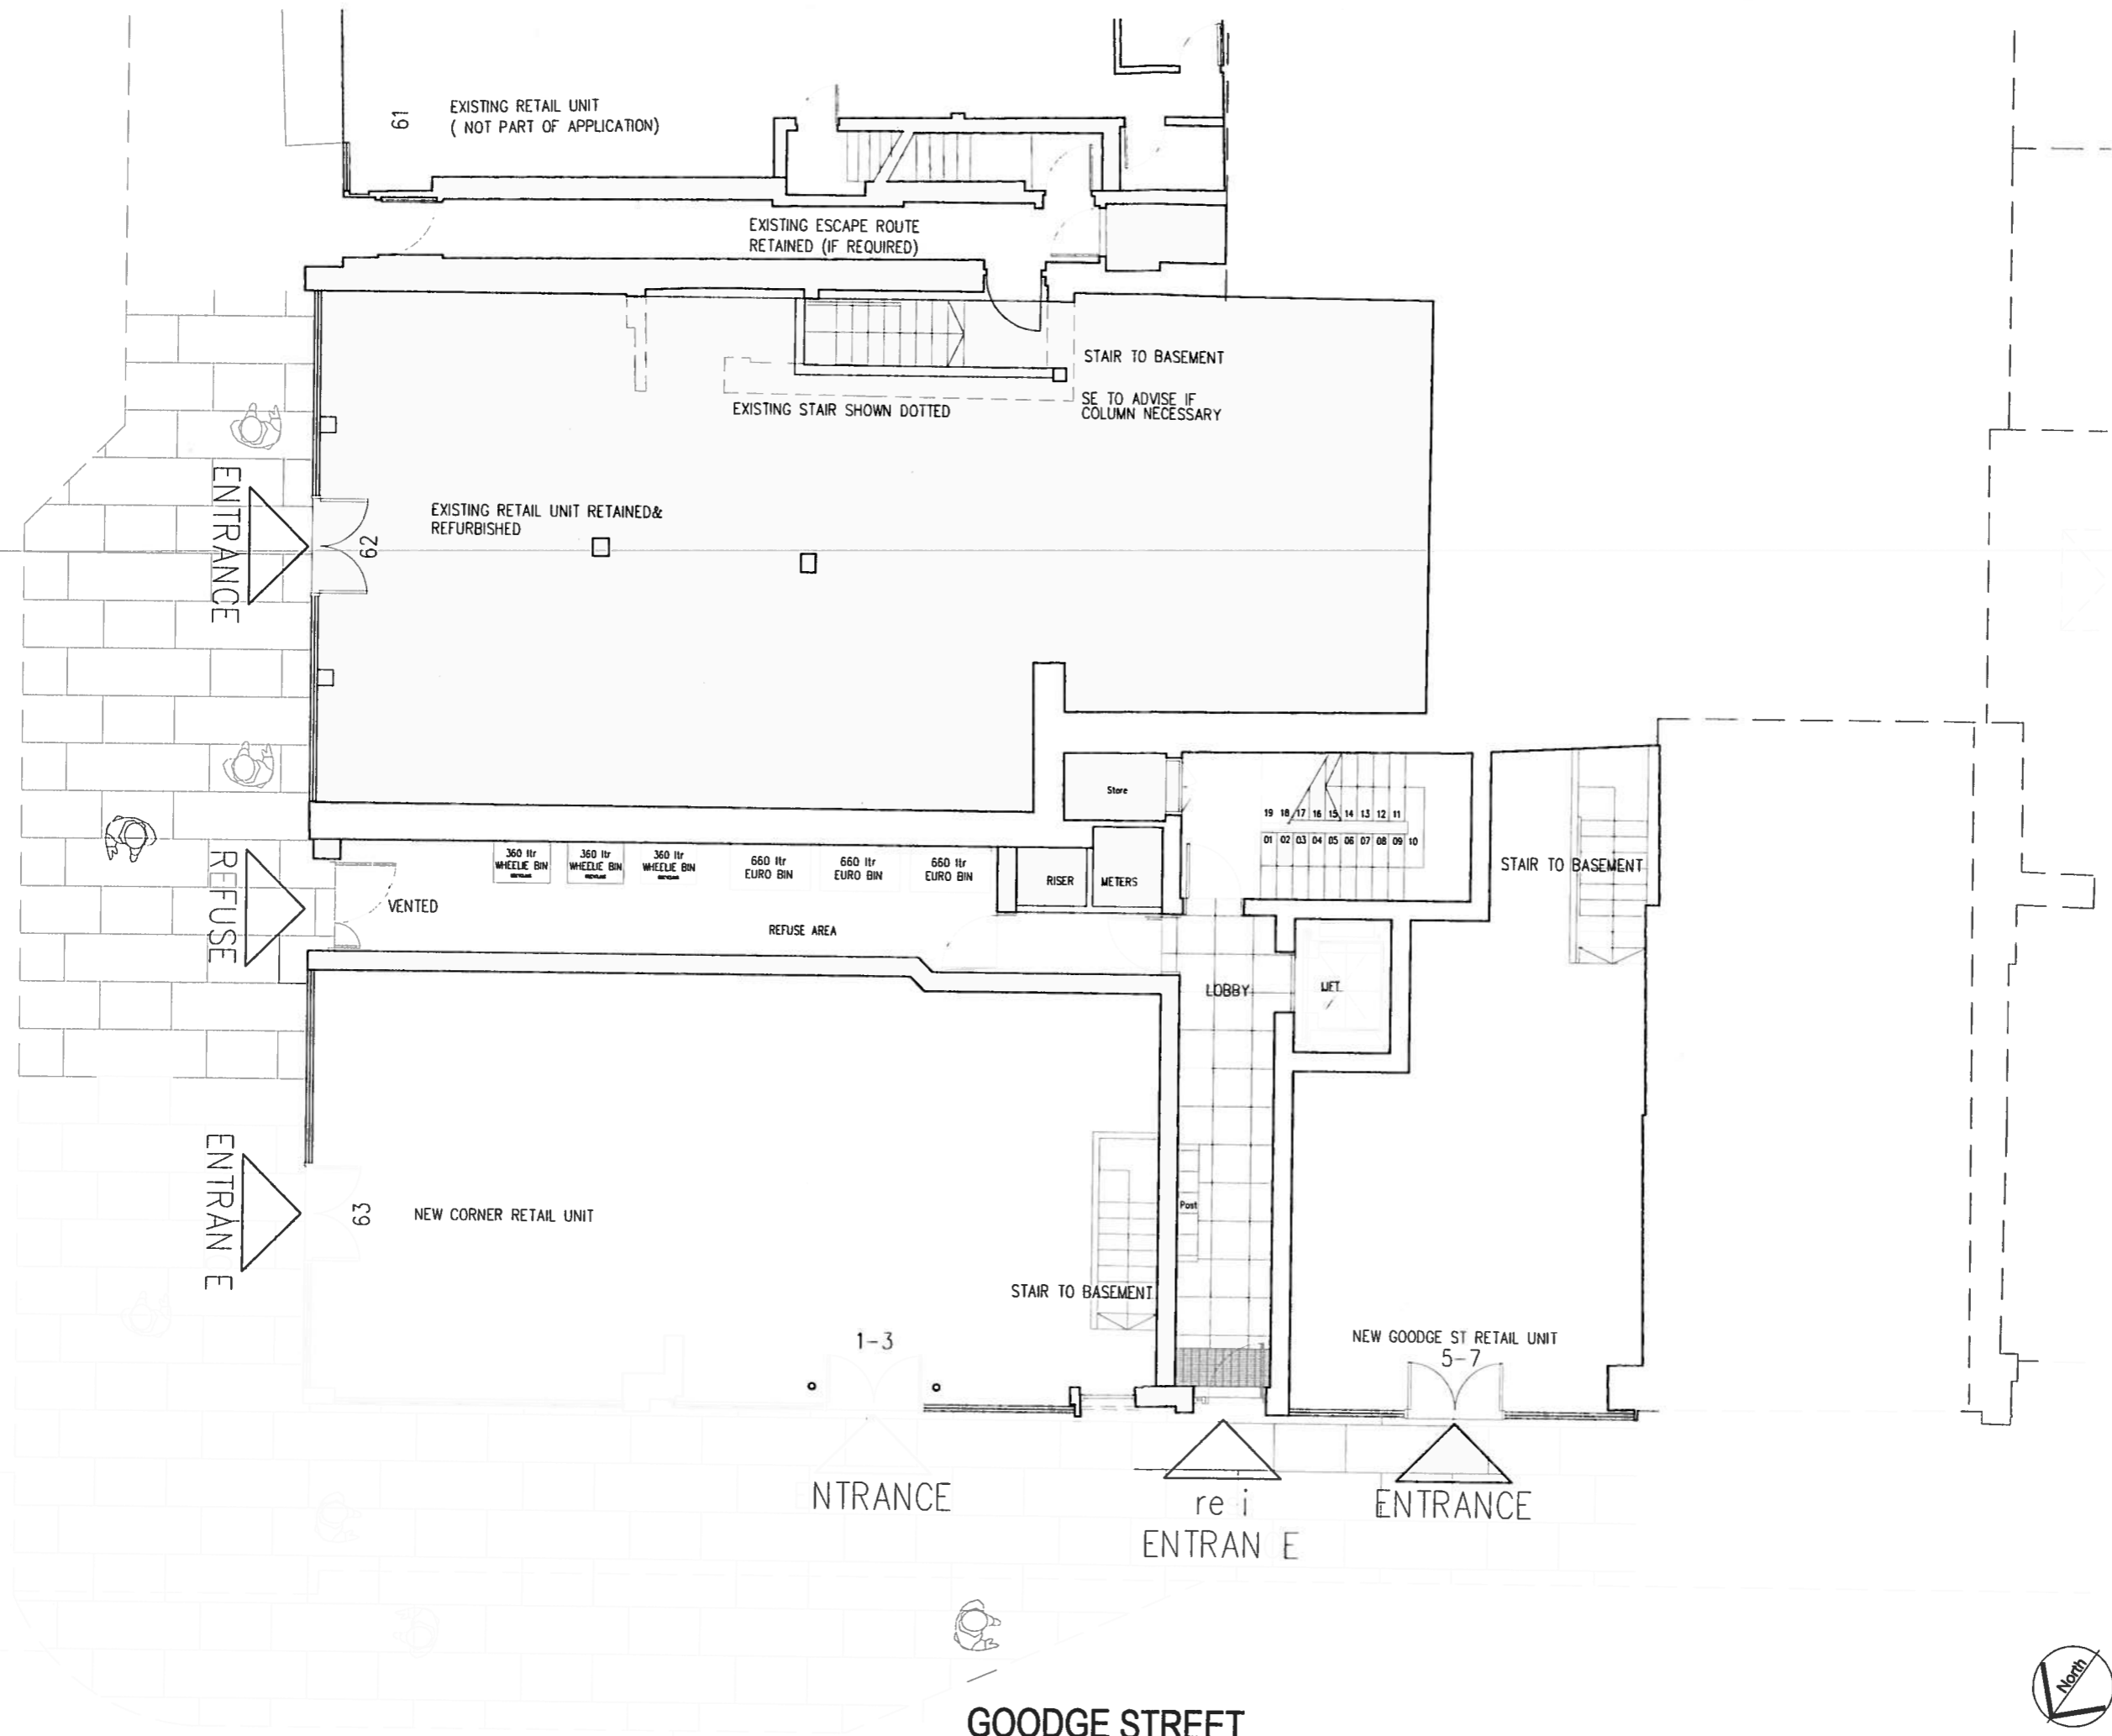 61
EXISTING RETAIL UNIT
( NOT PART OF APPLICATION)
EXISTING ESCAPE ROUTE
RETAINED (IF REQUIRED)
STAIR TO BASEMENT
EXISTING STAIR SHOWN DOTTED
SE TO ADVISE IF
COLUMN NECESSARY
ENTRANCE
62
EXISTING RETAIL UNIT RETAINED&
REFURBISHED
Store
19 18 17 16 15 14 13 12 11
01 02 03 04 05 06 07 08 09 10
STAIR TO BASEMENT
REFUSE
VENTED
360 ltr
WHEELIE BIN
360 ltr
WHEELIE BIN
360 ltr
WHEELIE BIN
660 ltr
EURO BIN
660 ltr
EURO BIN
660 ltr
EURO BIN
RISER
METERS
REFUSE AREA
LOBBY
LIFT
ENTRAN E
63
NEW CORNER RETAIL UNIT
Post
STAIR TO BASEMENT
1-3
NEW GOODGE ST RETAIL UNIT
5-7
NTRANCE
re i
ENTRAN E
ENTRANCE
North
GOODGE STREET